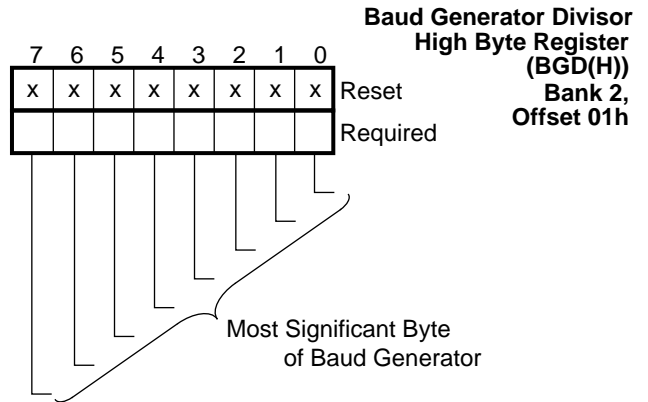 Baud Generator Divisor
High Byte Register
(BGD(H))
Bank 2,
Offset 01h
7 6 5 4 3 2 1 0
x x x x x x x x Reset
Required
Most Significant Byte
of Baud Generator